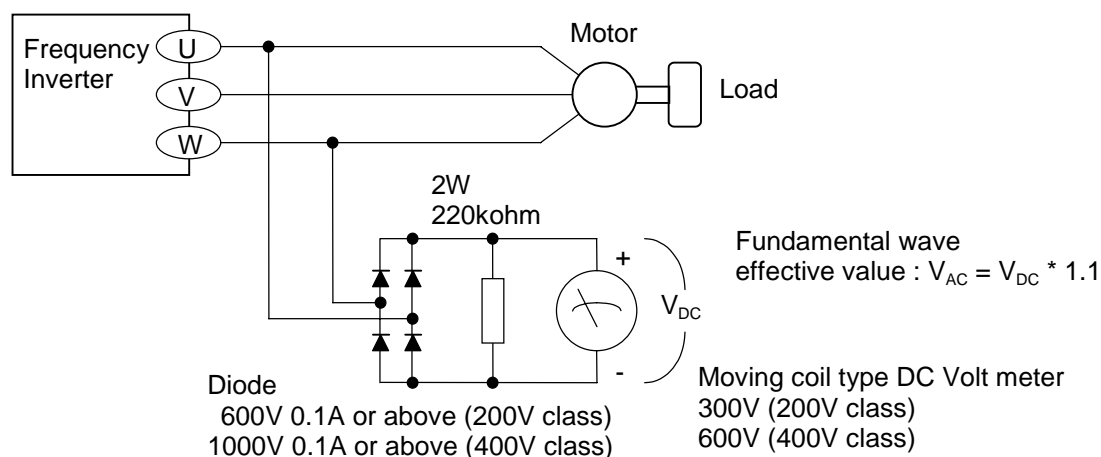 Frequency
Inverter
U
V
W
Motor
Load
2W
220kohm
+
-
V_DC
Fundamental wave
effective value : V_AC = V_DC * 1.1
Diode
600V 0.1A or above (200V class)
1000V 0.1A or above (400V class)
Moving coil type DC Volt meter
300V (200V class)
600V (400V class)